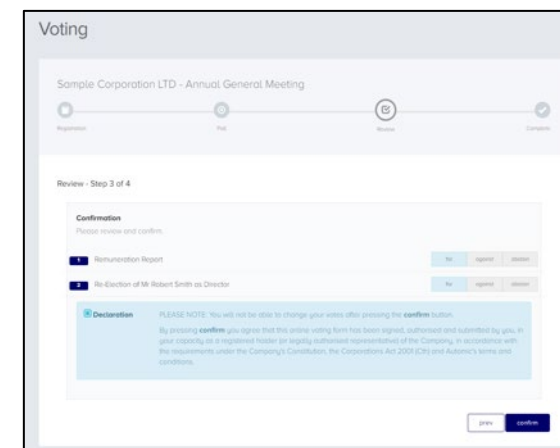 Voting
Sample Corporation LTD - Annual General Meeting
Registration
Poll
Review
Complete
Review - Step 3 of 4
Confirmation
Please review and confirm.
1 Remuneration Report for against abstain
Re-Election of Mr Robert Smith as Director for against abstain
Declaration PLEASE NOTE: You will not be able to change your votes after pressing the confirm button.
By pressing confirm you agree that this online voting form has been signed, authorised and submitted by you, in
your capacity as a registered holder (or legally authorised representative) of the Company, in accordance with
the requirements under the Company's Constitution, the Corporations Act 2001 (Cth) and Automic's terms and
conditions.
prev confirm